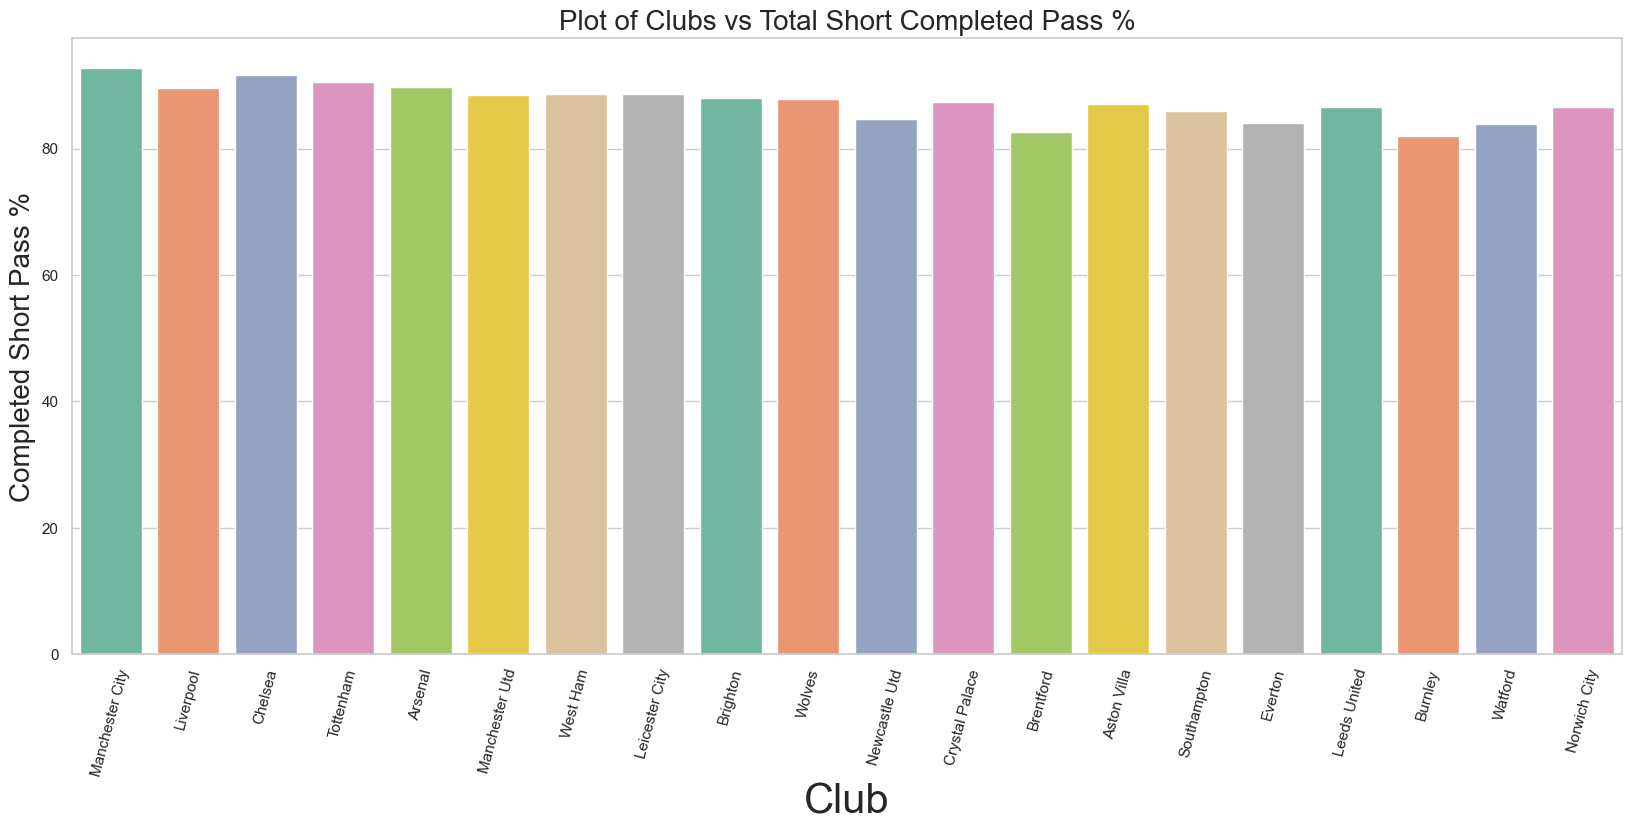 Plot of Clubs vs Total Short Completed Pass %
Completed Short Pass %
80
60
40
20
0
Manchester City
Liverpool
Chelsea
Tottenham
Arsenal
Manchester Utd
West Ham
Leicester City
Brighton
Wolves
Newcastle Utd
Crystal Palace
Brentford
Aston Villa
Southampton
Everton
Leeds United
Burnley
Watford
Norwich City
Club